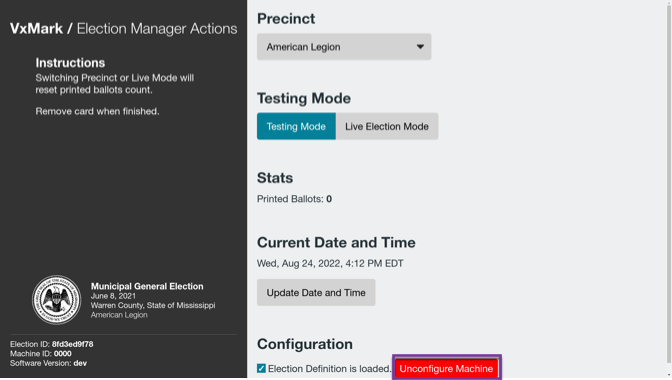 VxMark / Election Manager Actions
Instructions
Switching Precinct or Live Mode will
reset printed ballots count.
Remove card when finished.
Municipal General Election
June 8, 2021
Warren County, State of Mississippi
American Legion
Election ID: 8fd3ed9f78
Machine ID: 0000
Software Version: dev
Precinct
American Legion
Testing Mode
Testing Mode Live Election Mode
Stats
Printed Ballots: 0
Current Date and Time
Wed, Aug 24, 2022, 4:12 PM EDT
Update Date and Time
Configuration
Election Definition is loaded. Unconfigure Machine